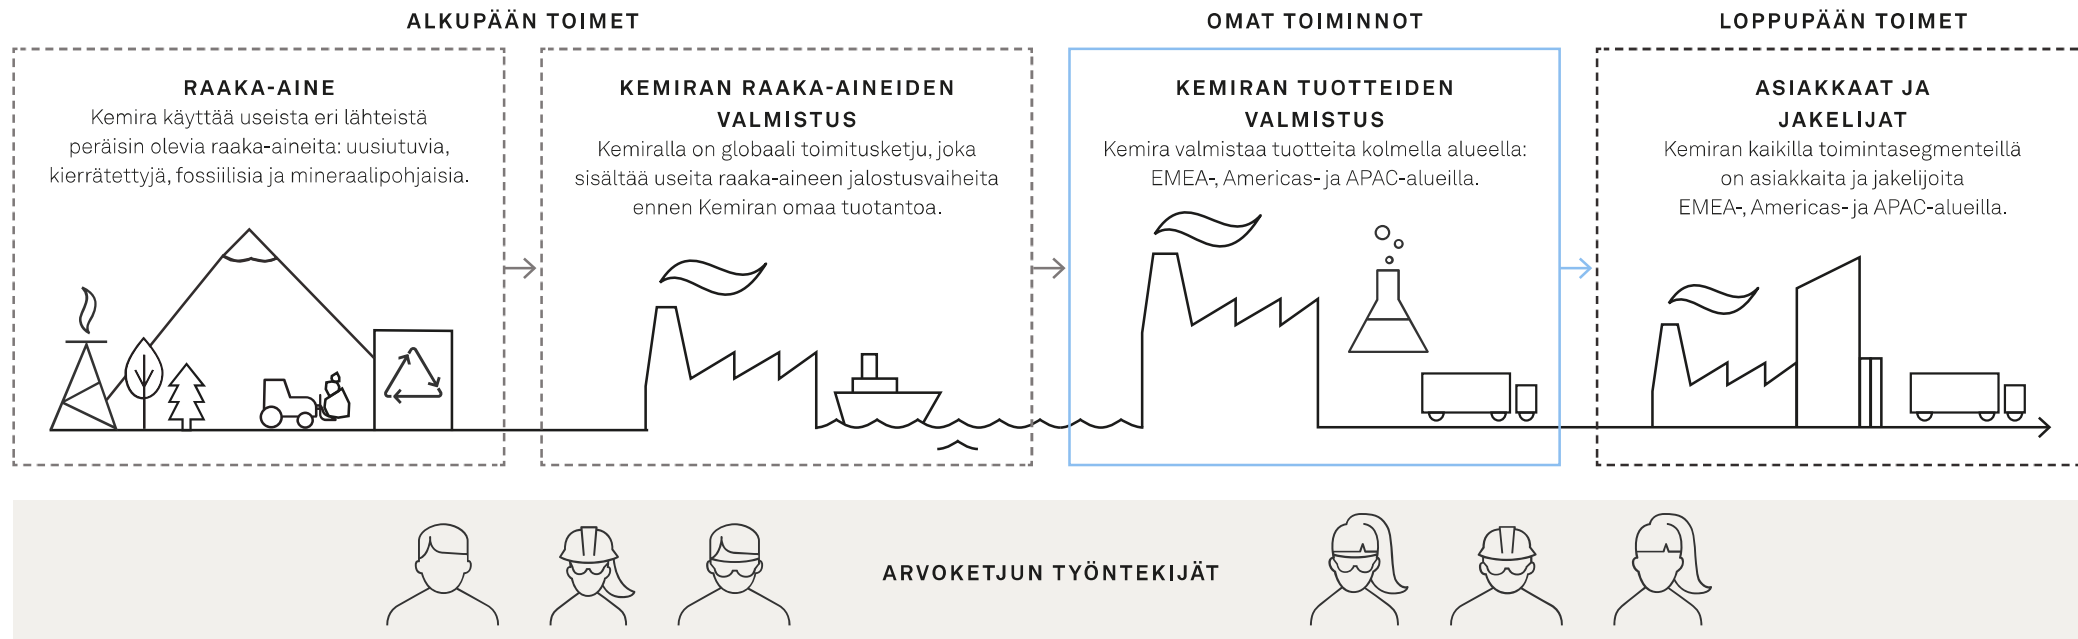 ALKUPÄÄN TOIMET
RAAKA-AINE
Kemira käyttää useista eri lähteistä
peräisin olevia raaka-aineita: uusiutuvia,
kierrätettyjä, fossiilisia ja mineraalipohjaisia.
KEMIRAN RAAKA-AINEIDEN
VALMISTUS
Kemiralla on globaali toimitusketju, joka
sisältää useita raaka-aineen jalostusvaiheita
ennen Kemiran omaa tuotantoa.
OMAT TOIMINNOT
KEMIRAN TUOTTEIDEN
VALMISTUS
Kemira valmistaa tuotteita kolmella alueella:
EMEA-, Americas- ja APAC-alueilla.
LOPPUPÄÄN TOIMET
ASIAKKAAT JA
JAKELIJAT
Kemiran kaikilla toimintasegmenteillä
on asiakkaita ja jakelijoita
EMEA-, Americas- ja APAC-alueilla.
ARVOKETJUN TYÖNTEKIJÄT